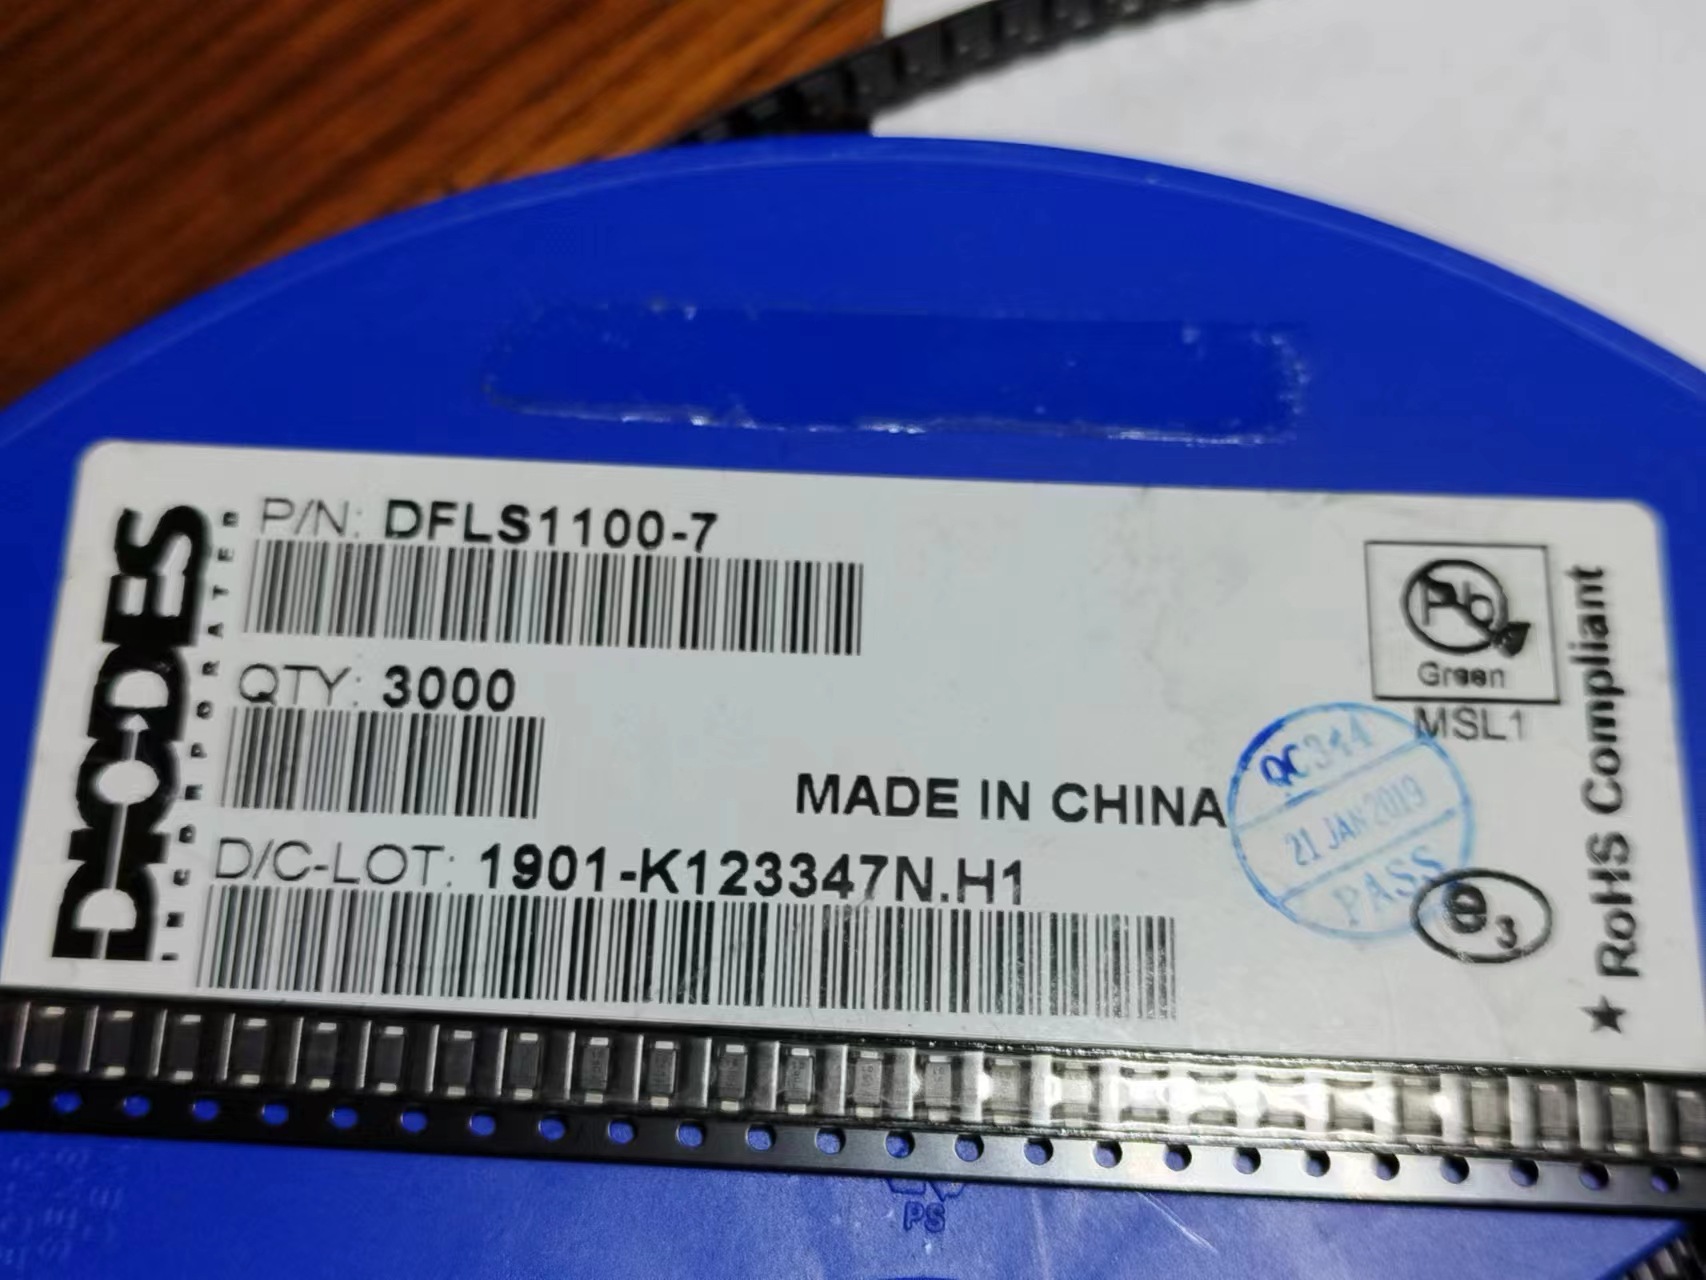 DIODES
INCORPORATED
P/N: DFLS1100-7
QTY: 3000
MADE IN CHINA
D/C-LOT: 1901-K123347N.H1
Pb
Green
MSL1
21 JAN 2019
PASS
e3
★ RoHS Compliant
PS